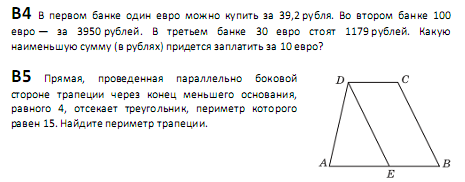 В4 В первом банке один евро можно купить за 39,2 рубля. Во втором банке 100
евро — за 3950 рублей. В третьем банке 30 евро стоят 1179 рублей. Какую
наименьшую сумму (в рублях) придется заплатить за 10 евро?
В5 Прямая, проведенная параллельно боковой
стороне трапеции через конец меньшего основания,
равного 4, отсекает треугольник, периметр которого
равен 15. Найдите периметр трапеции.
D C
A E B